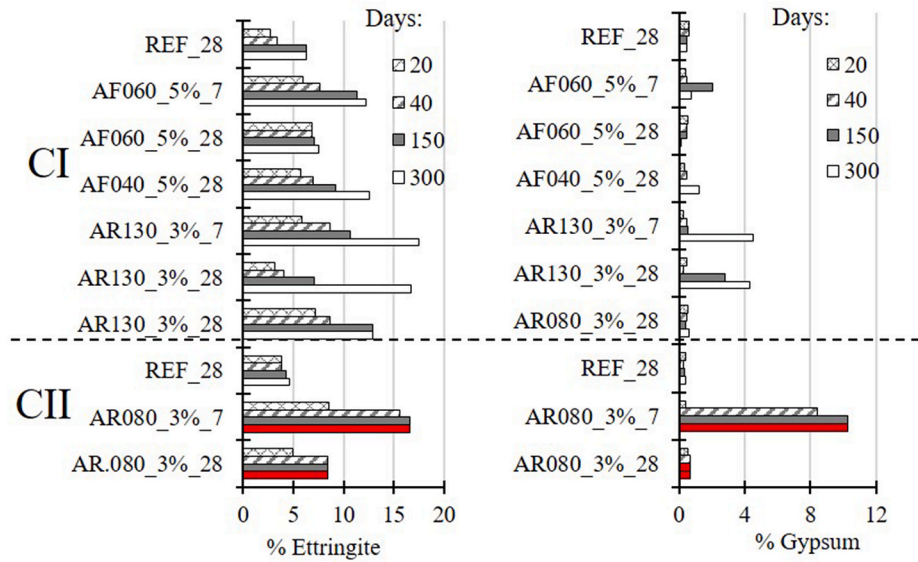 Days:
20
40
150
300
CI
REF_28
AF060_5%_7
AF060_5%_28
AF040_5%_28
AR130_3%_7
AR130_3%_28
AR130_3%_28
CII
REF_28
AR080_3%_7
AR.080_3%_28
0 5 10 15 20
% Ettringite
Days:
20
40
150
300
REF_28
AF060_5%_7
AF060_5%_28
AF040_5%_28
AR130_3%_7
AR130_3%_28
AR080_3%_28
REF_28
AR080_3%_7
AR080_3%_28
0 4 8 12
% Gypsum